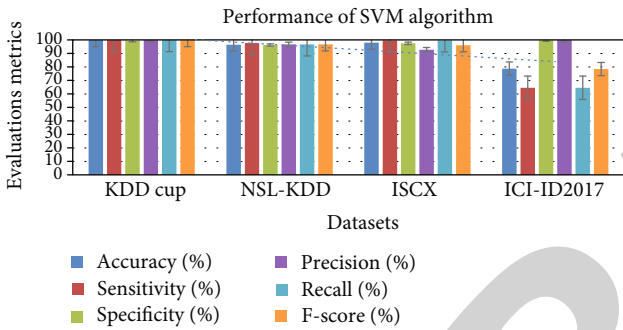 Performance of SVM algorithm
Evaluations metrics
100
90
80
70
60
50
40
30
20
10
0
KDD cup NSL-KDD ISCX ICI-ID2017
Datasets
Accuracy (%) Precision (%)
Sensitivity (%) Recall (%)
Specificity (%) F-score (%)